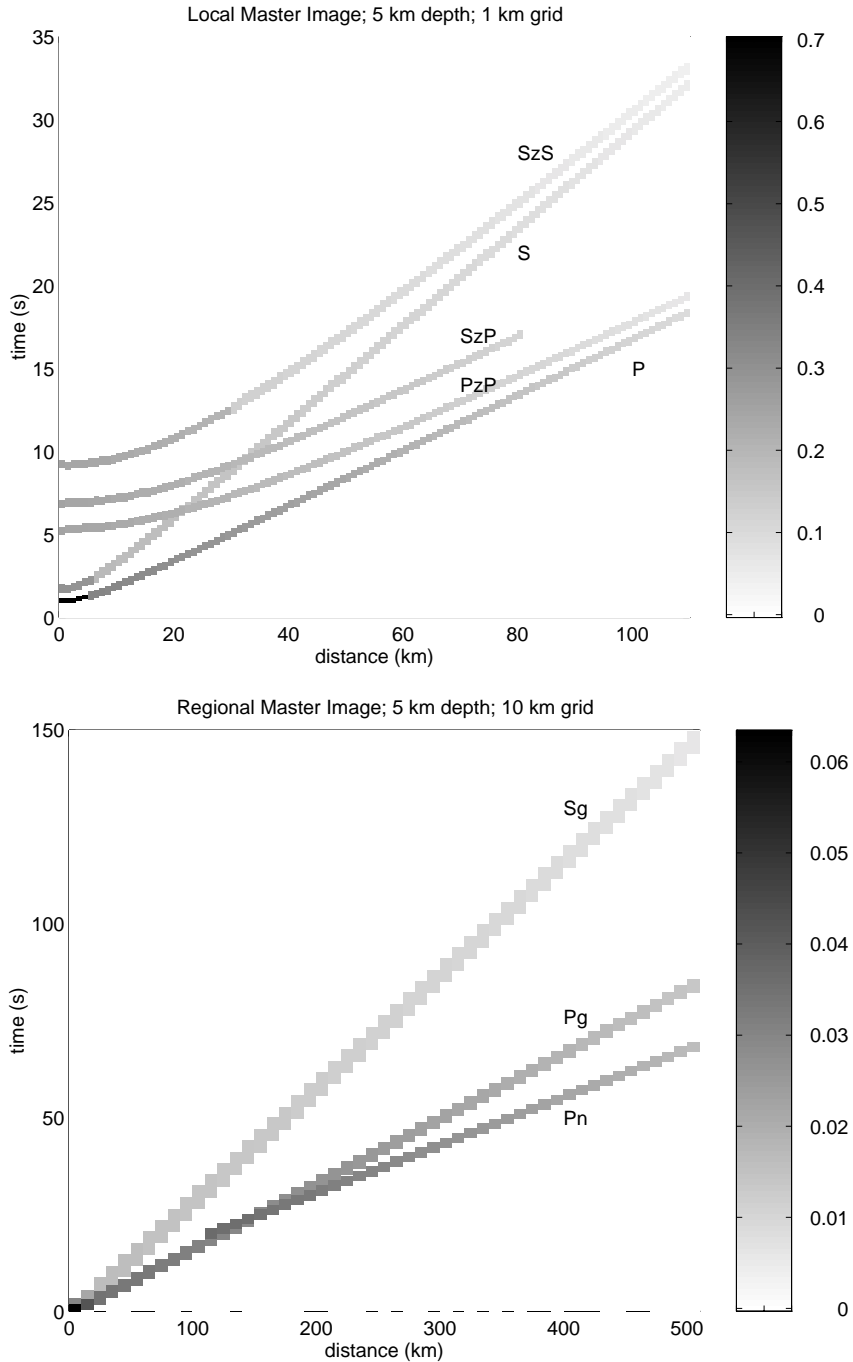 Local Master Image; 5 km depth; 1 km grid
35
30
25
20
15
10
5
0
time (s)
SzS
S
SzP
PzP
P
0 20 40 60 80 100
distance (km)
0.7
0.6
0.5
0.4
0.3
0.2
0.1
0
Regional Master Image; 5 km depth; 10 km grid
150
100
50
0
time (s)
Sg
Pg
Pn
0 100 200 300 400 500
distance (km)
0.06
0.05
0.04
0.03
0.02
0.01
0